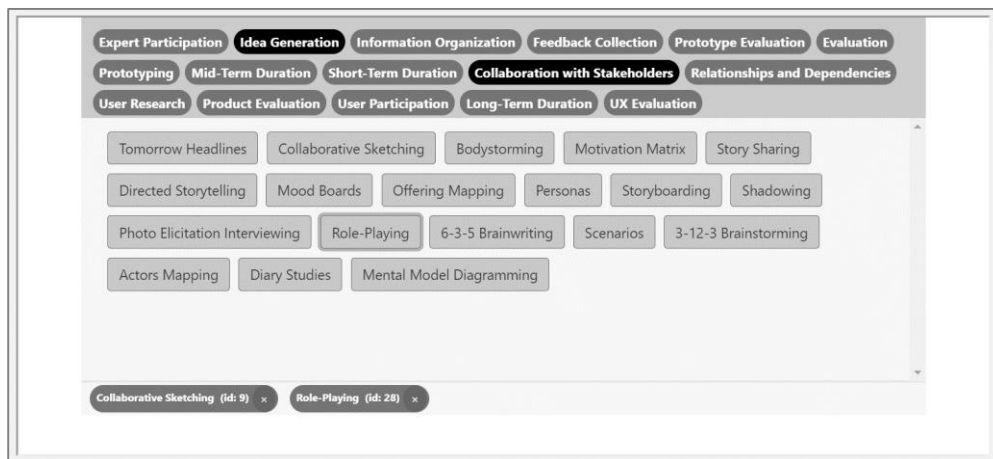 Expert Participation Idea Generation Information Organization Feedback Collection Prototype Evaluation Evaluation
Prototyping Mid-Term Duration Short-Term Duration Collaboration with Stakeholders Relationships and Dependencies
User Research Product Evaluation User Participation Long-Term Duration UX Evaluation
Tomorrow Headlines Collaborative Sketching Bodystorming Motivation Matrix Story Sharing
Directed Storytelling Mood Boards Offering Mapping Personas Storyboarding Shadowing
Photo Elicitation Interviewing Role-Playing 6-3-5 Brainwriting Scenarios 3-12-3 Brainstorming
Actors Mapping Diary Studies Mental Model Diagramming
Collaborative Sketching (id: 9) × Role-Playing (id: 28) ×